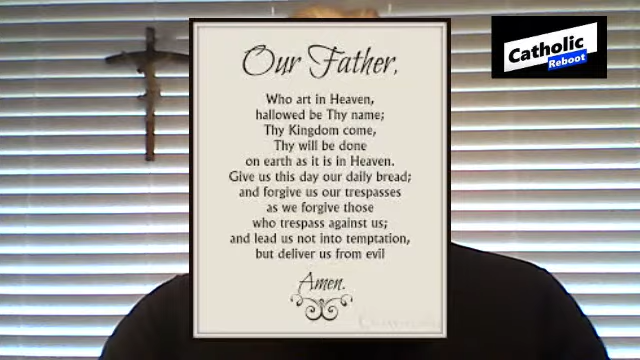 Our Father,
Who art in Heaven,
hallowed be Thy name;
Thy Kingdom come,
Thy will be done
on earth as it is in Heaven.
Give us this day our daily bread;
and forgive us our trespasses
as we forgive those
who trespass against us;
and lead us not into temptation,
but deliver us from evil
Amen.
Catholic
Reboot